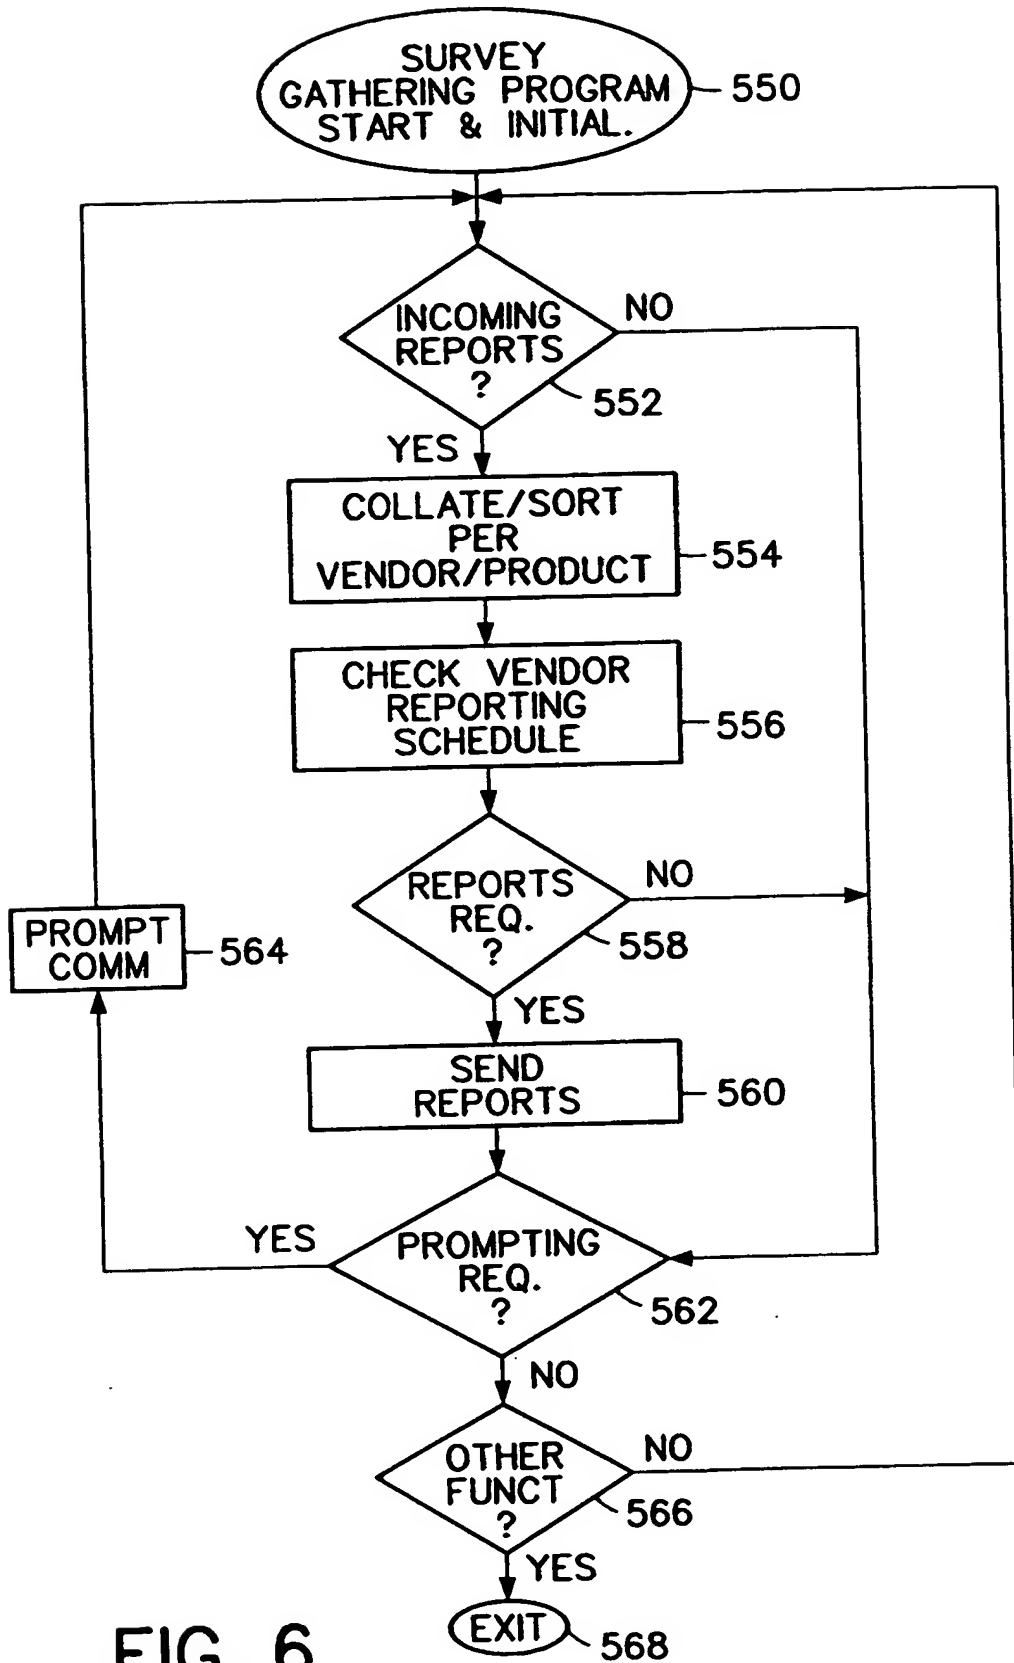 SURVEY
GATHERING PROGRAM
START & INITIAL.
550
INCOMING
REPORTS
?
NO
552
YES
COLLATE/SORT
PER
VENDOR/PRODUCT
554
CHECK VENDOR
REPORTING
SCHEDULE
556
REPORTS
REQ.
?
NO
558
PROMPT
COMM
564
YES
SEND
REPORTS
560
YES
PROMPTING
REQ.
?
562
NO
OTHER
FUNCT
?
NO
566
YES
EXIT
568
FIG. 6